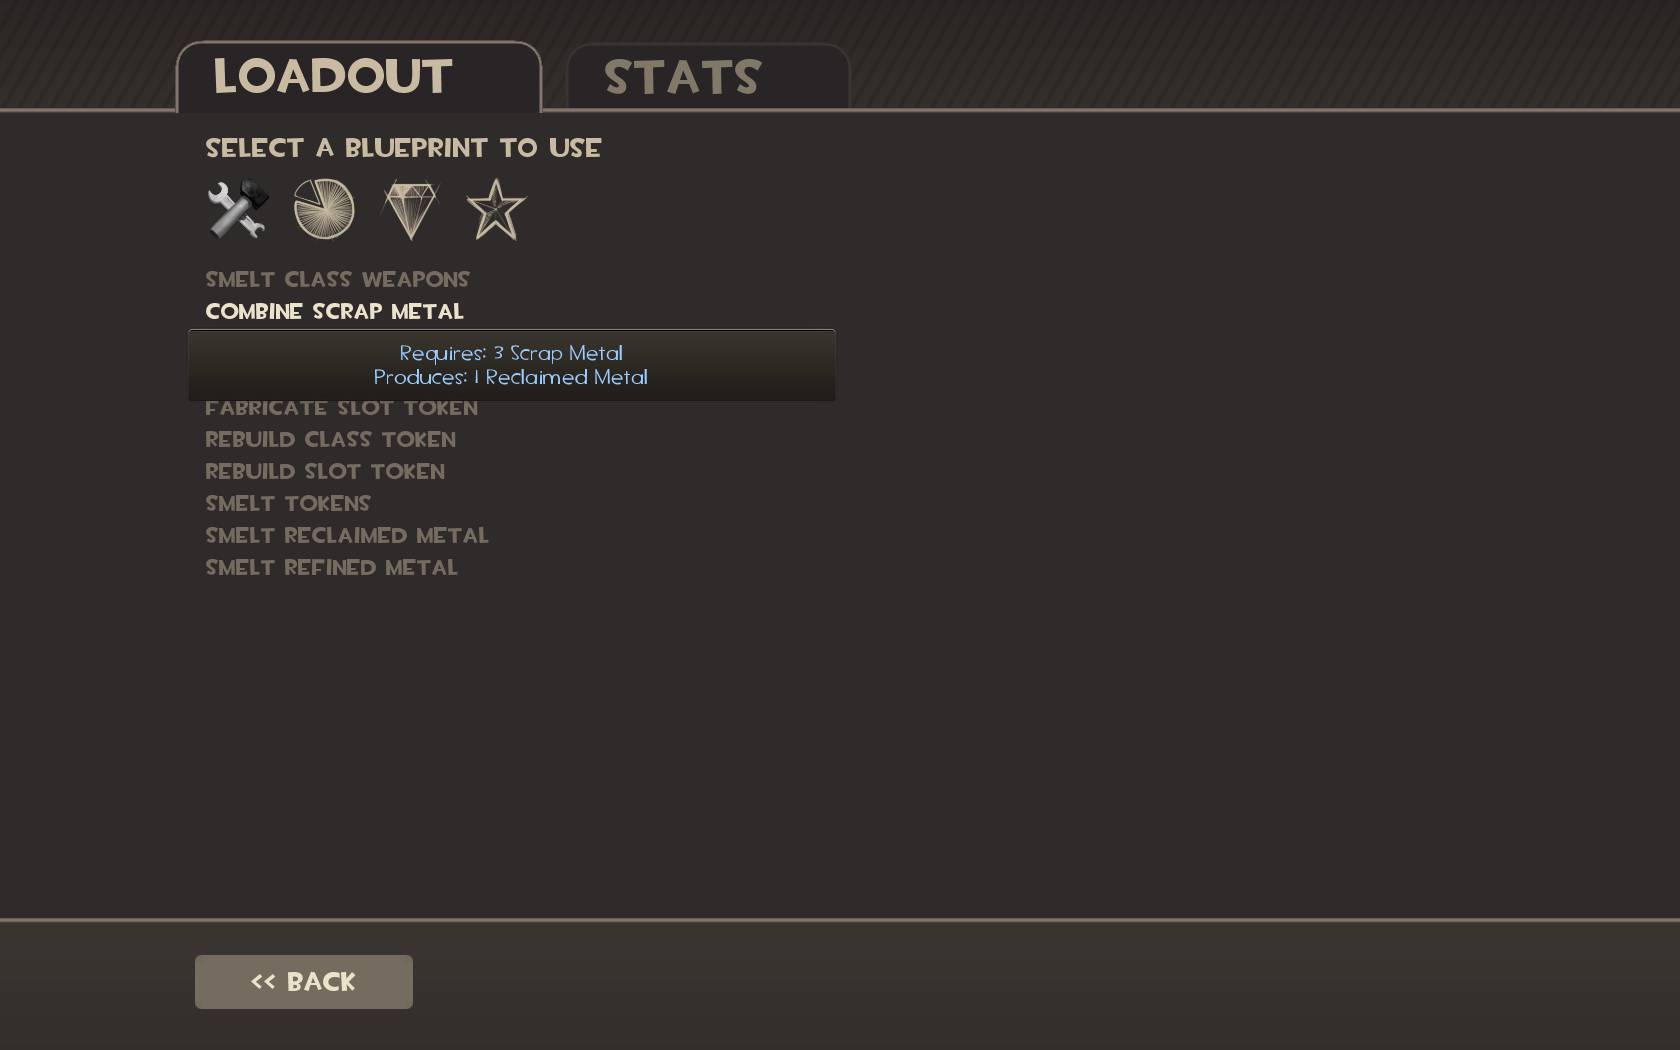 LOADOUT
STATS
SELECT A BLUEPRINT TO USE
SMELT CLASS WEAPONS
COMBINE SCRAP METAL
Requires: 3 Scrap Metal
Produces: 1 Reclaimed Metal
FABRICATE SLOT TOKEN
REBUILD CLASS TOKEN
REBUILD SLOT TOKEN
SMELT TOKENS
SMELT RECLAIMED METAL
SMELT REFINED METAL
<< BACK